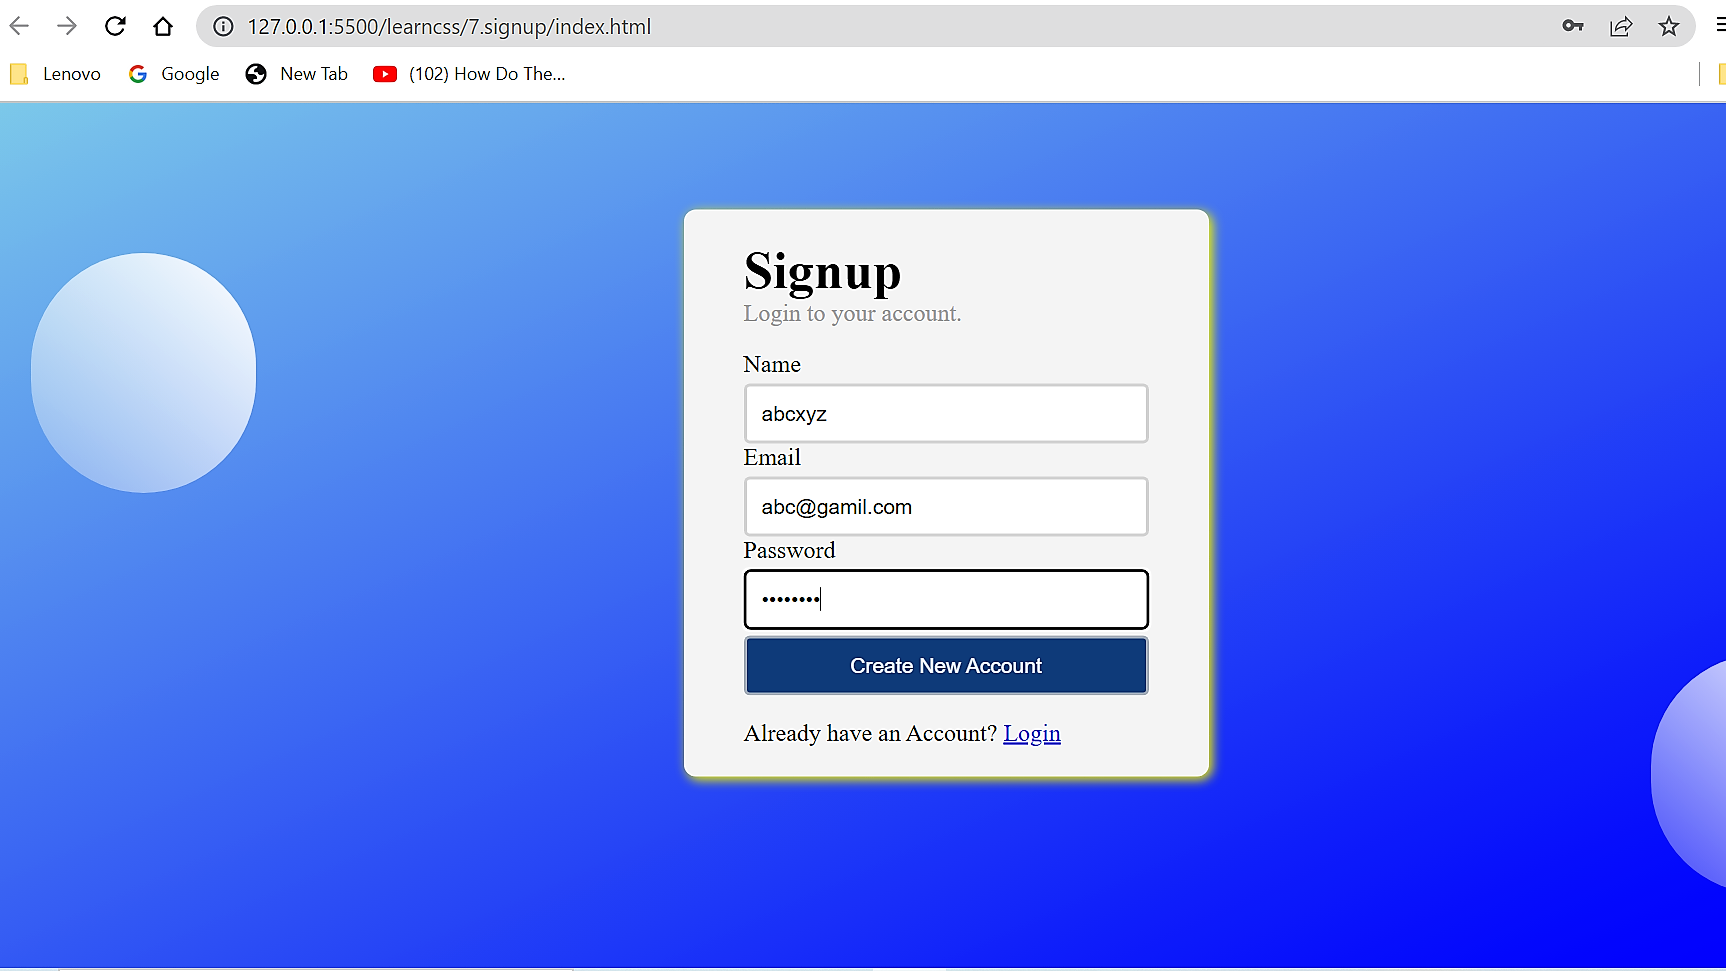 127.0.0.1:5500/learncss/7.signup/index.html
Lenovo Google New Tab (102) How Do The...
Signup
Login to your account.
Name
abcxyz
Email
abc@gamil.com
Password
••••••••
Create New Account
Already have an Account? Login